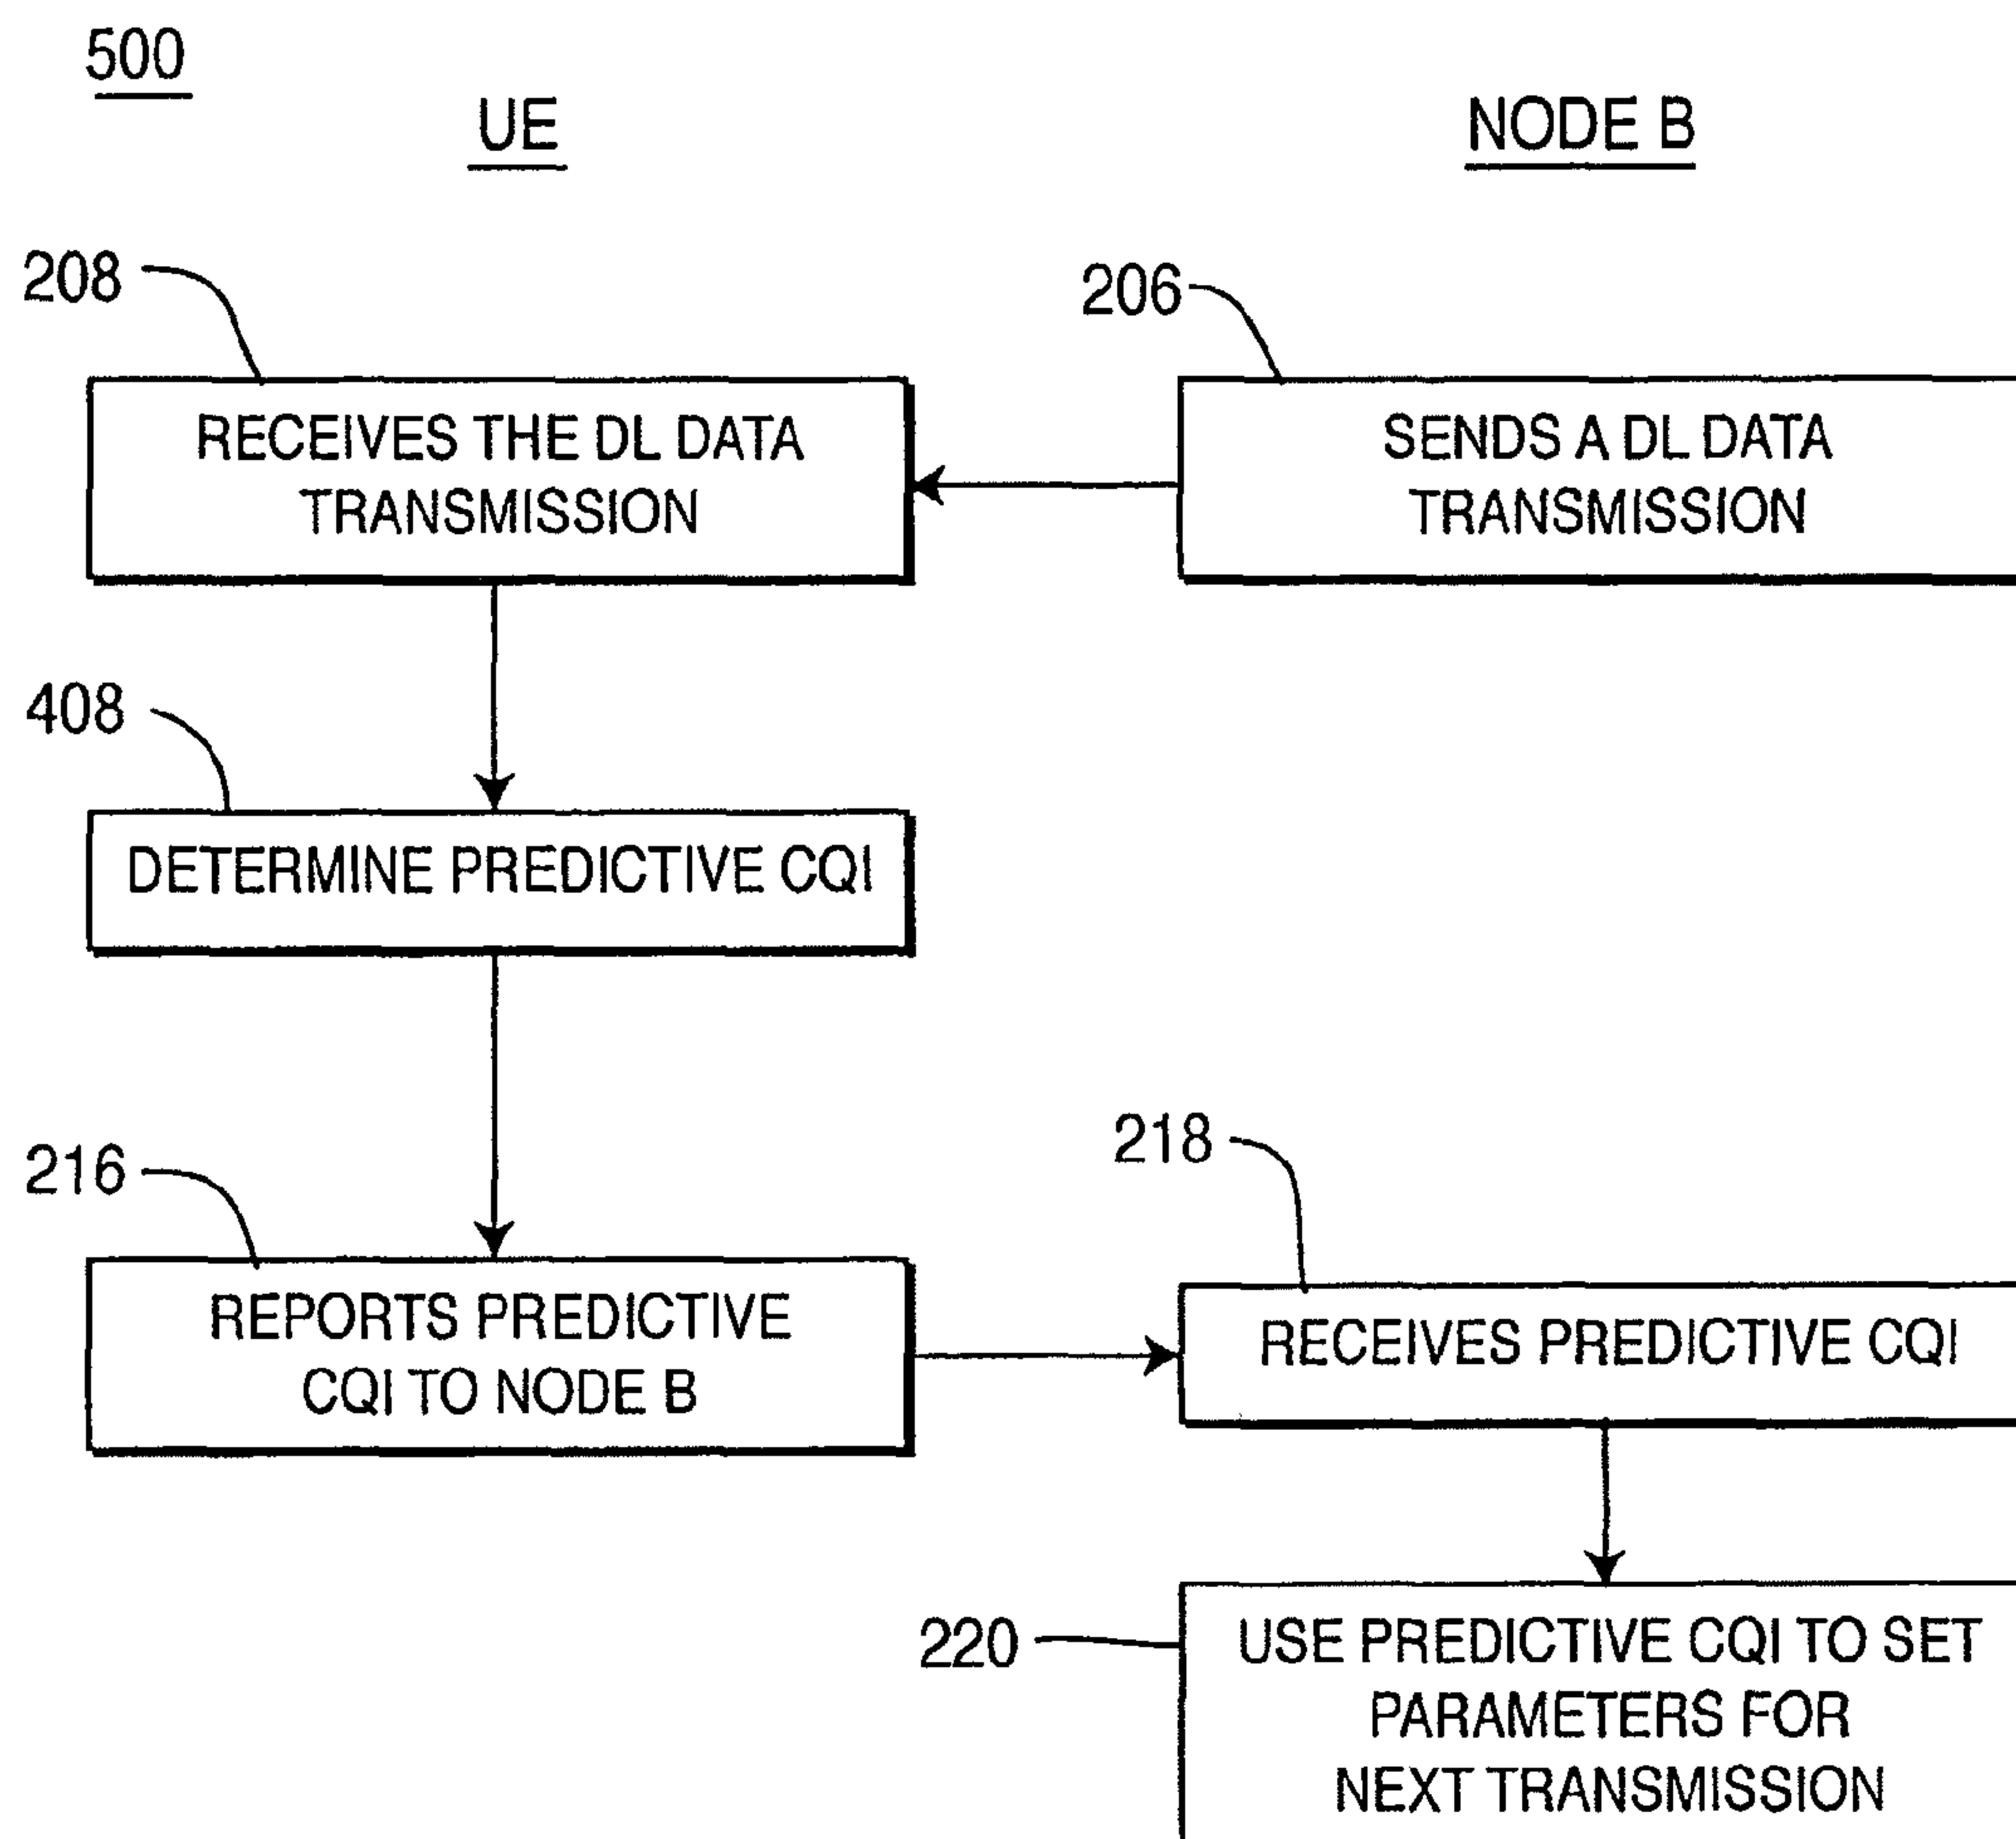 500
UE
NODE B
208
206
RECEIVES THE DL DATA
TRANSMISSION
SENDS A DL DATA
TRANSMISSION
408
DETERMINE PREDICTIVE CQI
216
218
REPORTS PREDICTIVE
CQI TO NODE B
RECEIVES PREDICTIVE CQI
220
USE PREDICTIVE CQI TO SET
PARAMETERS FOR
NEXT TRANSMISSION